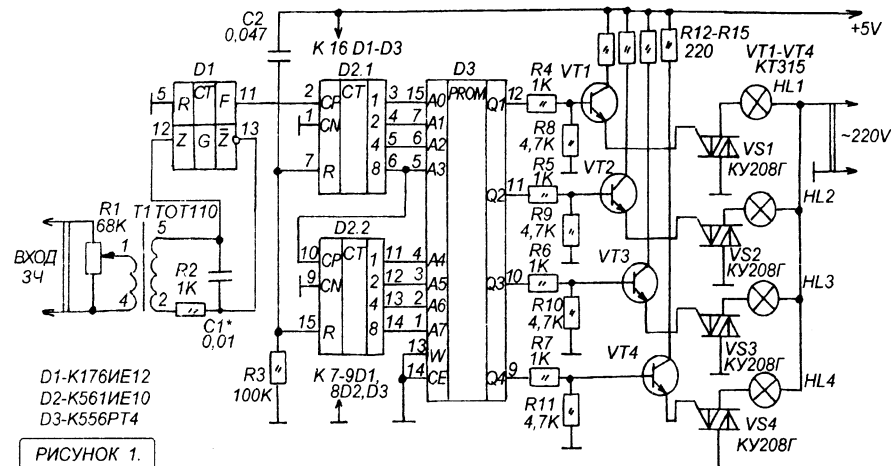 C2
0,047
K 16 D1-D3
+5V
R12-R15
220
VT1-VT4
КТ315
HL1
D1
5
R
CT
F
11
12
Z
G
Z̅
13
D2.1
2
CP
CT
1
3
1
CN
2
4
4
5
7
R
8
6
D3
PROM
15
A0
7
A1
6
A2
5
A3
Q1
12
R4
1K
VT1
R8
4,7K
VS1
КУ208Г
~220V
R5
1K
VT2
Q2
11
R9
4,7K
HL2
VS2
КУ208Г
R1
68K
T1 ТОТ110
ВХОД
ЗЧ
1
4
5
2
R2
1K
C1*
0,01
D2.2
10
CP
CT
1
11
9
CN
2
12
4
13
15
R
8
14
4
A4
3
A5
2
A6
1
A7
13
W
14
CE
R6
1K
VT3
Q3
10
R10
4,7K
HL3
VS3
КУ208Г
R7
1K
VT4
Q4
9
R11
4,7K
HL4
VS4
КУ208Г
R3
100K
K 7-9D1,
8D2,D3
D1-К176ИЕ12
D2-К561ИЕ10
D3-К556РТ4
РИСУНОК 1.